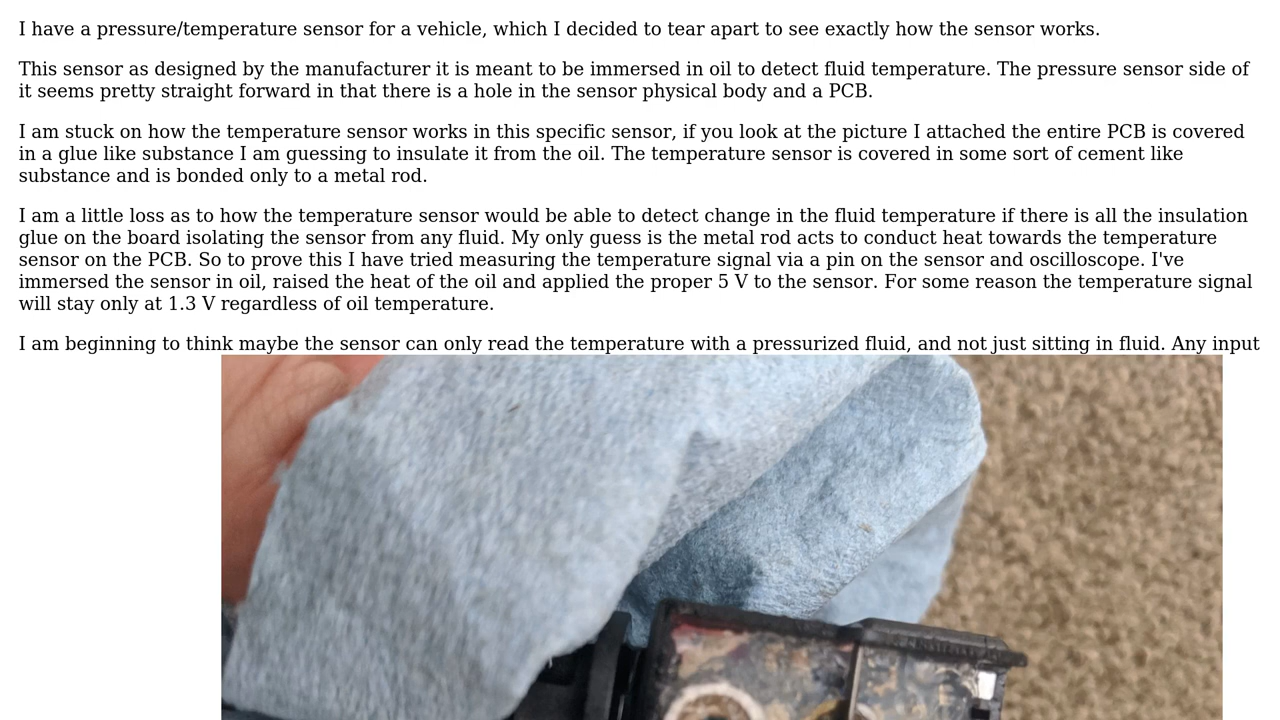 I have a pressure/temperature sensor for a vehicle, which I decided to tear apart to see exactly how the sensor works.
This sensor as designed by the manufacturer it is meant to be immersed in oil to detect fluid temperature. The pressure sensor side of
it seems pretty straight forward in that there is a hole in the sensor physical body and a PCB.
I am stuck on how the temperature sensor works in this specific sensor, if you look at the picture I attached the entire PCB is covered
in a glue like substance I am guessing to insulate it from the oil. The temperature sensor is covered in some sort of cement like
substance and is bonded only to a metal rod.
I am a little loss as to how the temperature sensor would be able to detect change in the fluid temperature if there is all the insulation
glue on the board isolating the sensor from any fluid. My only guess is the metal rod acts to conduct heat towards the temperature
sensor on the PCB. So to prove this I have tried measuring the temperature signal via a pin on the sensor and oscilloscope. I've
immersed the sensor in oil, raised the heat of the oil and applied the proper 5 V to the sensor. For some reason the temperature signal
will stay only at 1.3 V regardless of oil temperature.
I am beginning to think maybe the sensor can only read the temperature with a pressurized fluid, and not just sitting in fluid. Any input